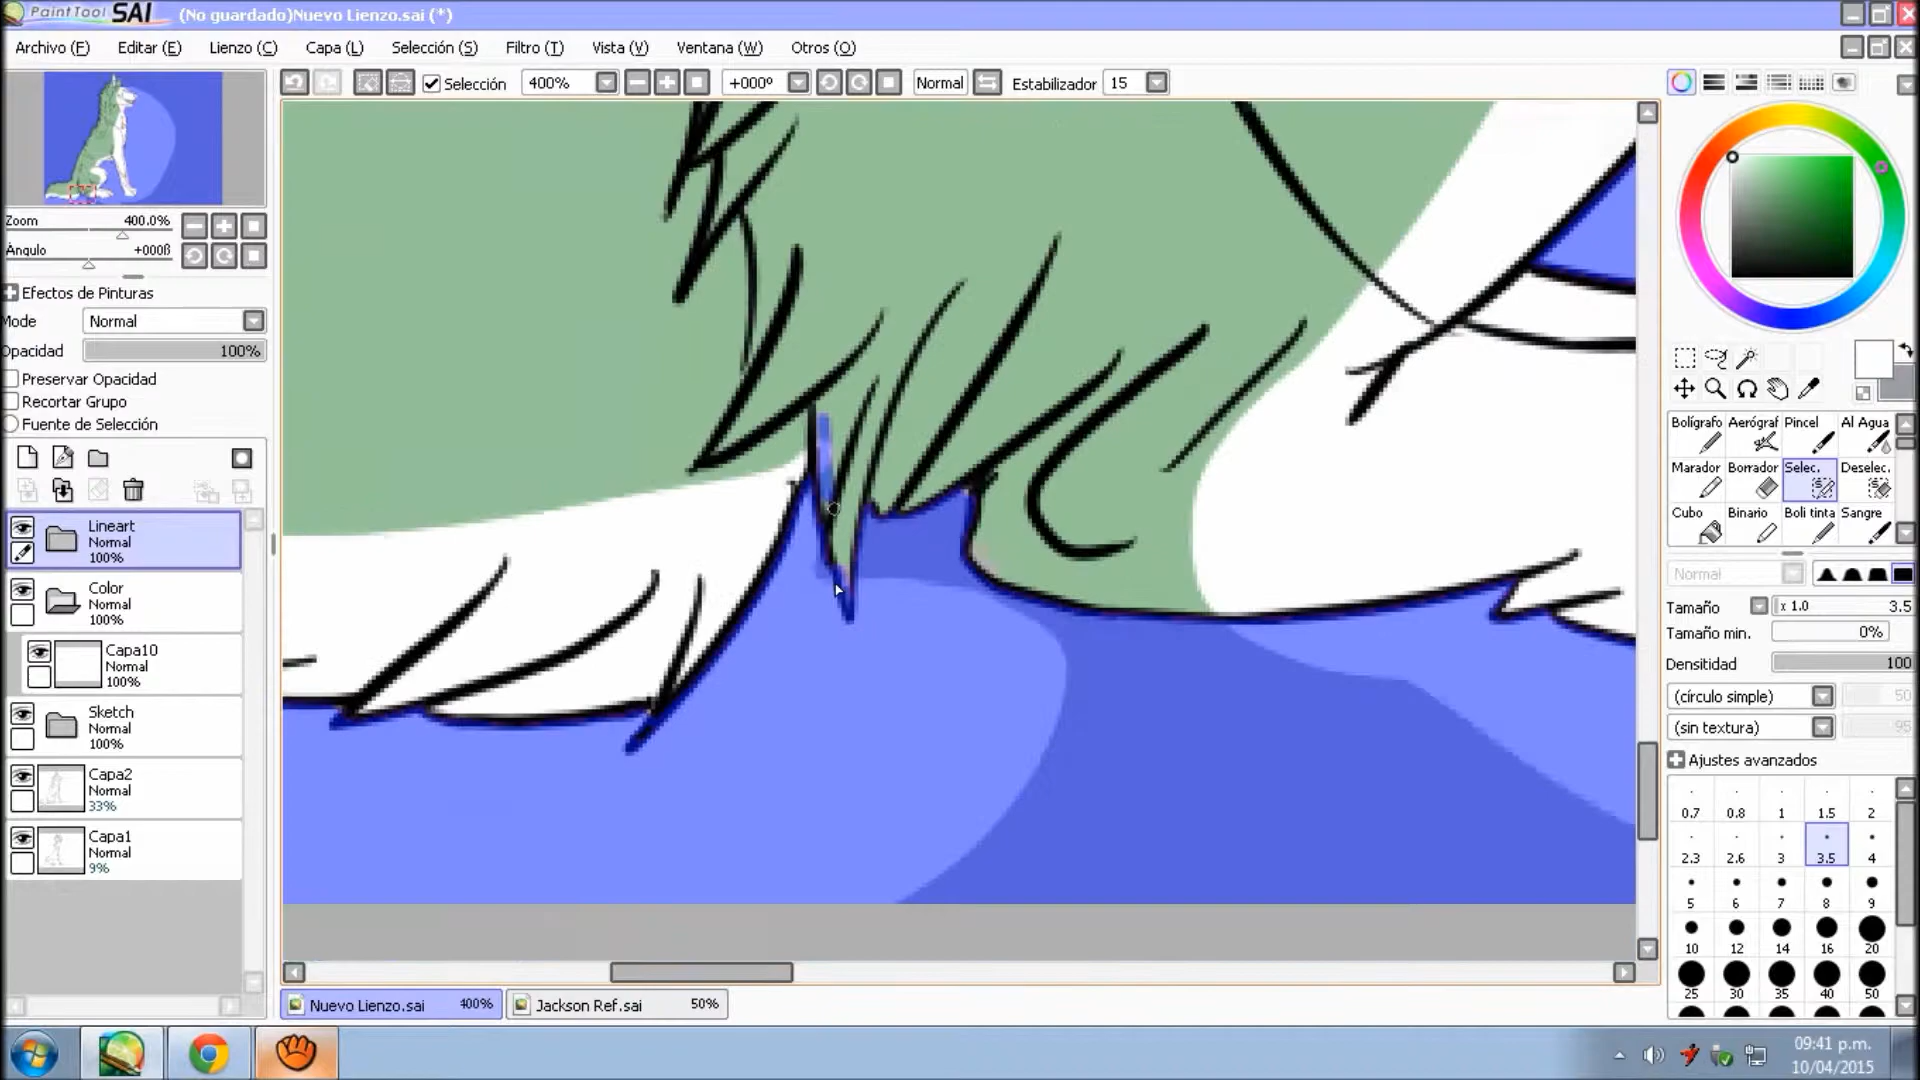 PaintTool SAI (No guardado)Nuevo Lienzo.sai (*)
Archivo (F) Editar (E) Lienzo (C) Capa (L) Selección (S) Filtro (T) Vista (V) Ventana (W) Otros (O)
Selección 400% +000º Normal Estabilizador 15
Zoom 400.0%
Ángulo +000ß
Efectos de Pinturas
Mode Normal
Opacidad 100%
Preservar Opacidad
Recortar Grupo
Fuente de Selección
Lineart
Normal
100%
Color
Normal
100%
Capa10
Normal
100%
Sketch
Normal
100%
Capa2
Normal
33%
Capa1
Normal
9%
Bolígrafo Aerógraf Pincel Al Agua
Marador Borrador Selec. Deselec.
Cubo Binario Boli tinta Sangre
Normal
Tamaño x 1.0 3.5
Tamaño min. 0%
Densitidad 100
(círculo simple) 50
(sin textura) 95
Ajustes avanzados
0.7 0.8 1 1.5 2
2.3 2.6 3 3.5 4
5 6 7 8 9
10 12 14 16 20
25 30 35 40 50
Nuevo Lienzo.sai 400% Jackson Ref.sai 50%
09:41 p.m.
10/04/2015